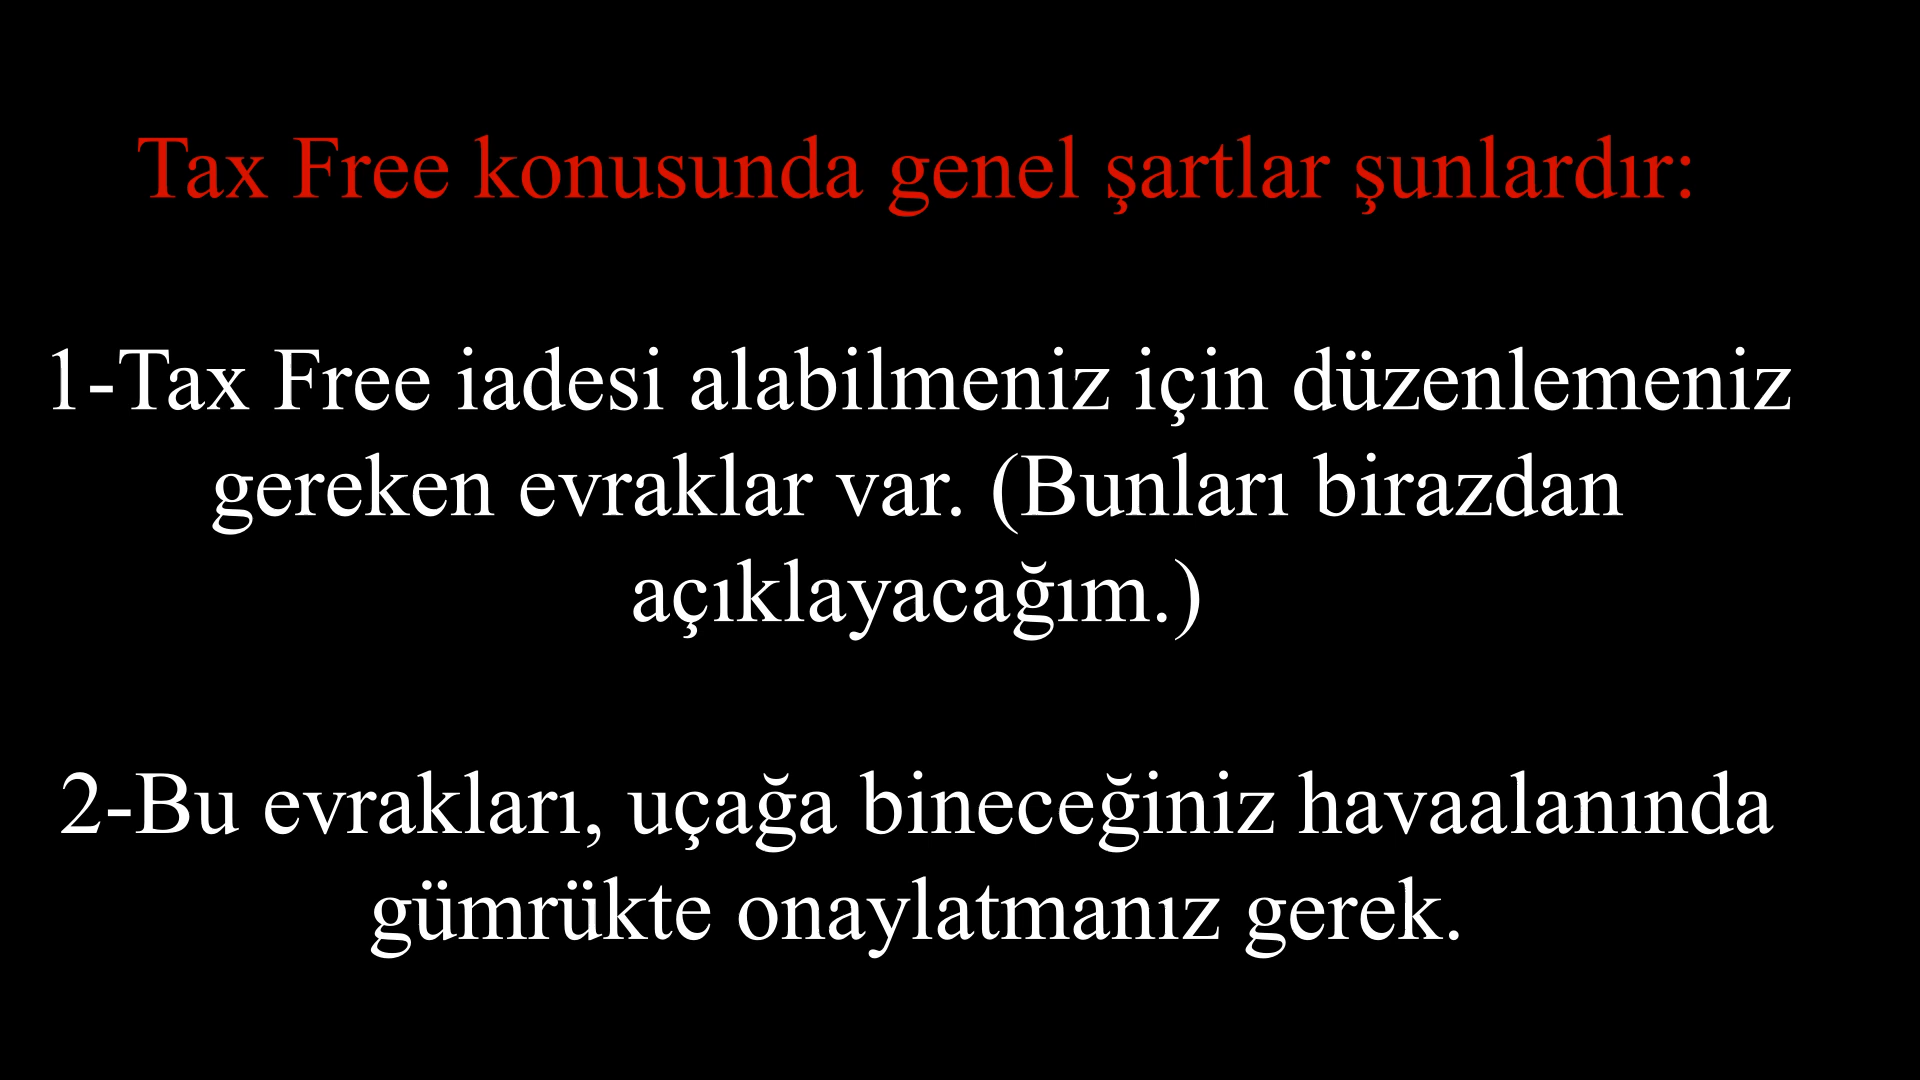 Tax Free konusunda genel şartlar şunlardır:
1-Tax Free iadesi alabilmeniz için düzenlemeniz
gereken evraklar var. (Bunları birazdan
açıklayacağım.)
2-Bu evrakları, uçağa bineceğiniz havaalanında
gümrükte onaylatmanız gerek.